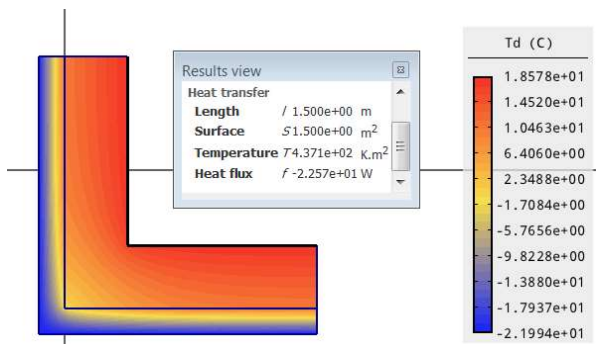 Results view
Heat transfer
Length l 1.500e+00 m
Surface S 1.500e+00 m²
Temperature T 4.371e+02 K.m²
Heat flux f -2.257e+01 W
Td (C)
1.8578e+01
1.4520e+01
1.0463e+01
6.4060e+00
2.3488e+00
-1.7084e+00
-5.7656e+00
-9.8228e+00
-1.3880e+01
-1.7937e+01
-2.1994e+01